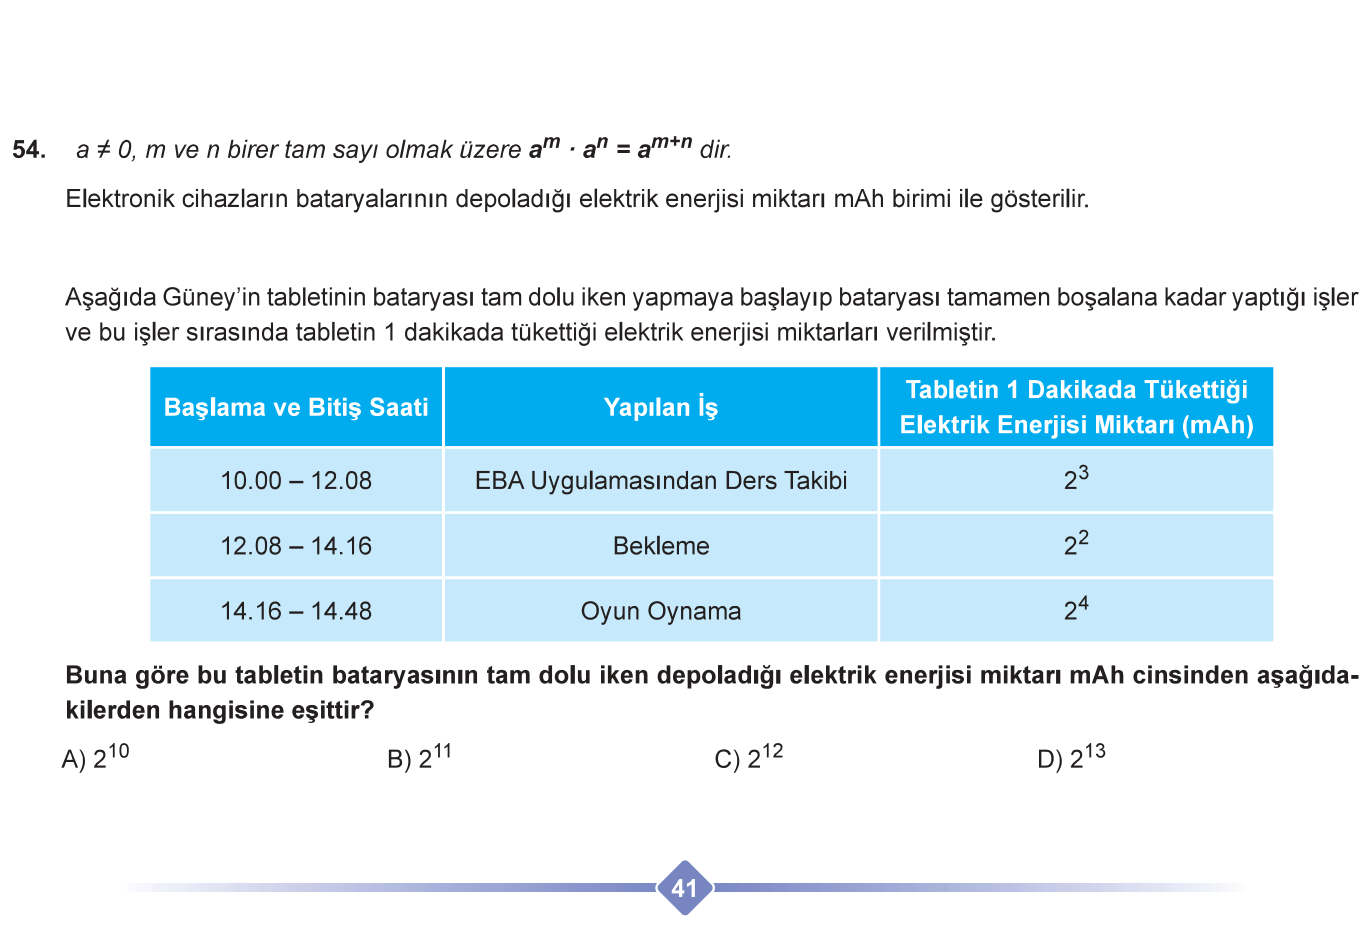 54. a ≠ 0, m ve n birer tam sayı olmak üzere aᵐ · aⁿ = aᵐ⁺ⁿ dir.
Elektronik cihazların bataryalarının depoladığı elektrik enerjisi miktarı mAh birimi ile gösterilir.
Aşağıda Güney’in tabletinin bataryası tam dolu iken yapmaya başlayıp bataryası tamamen boşalana kadar yaptığı işler
ve bu işler sırasında tabletin 1 dakikada tükettiği elektrik enerjisi miktarları verilmiştir.
Başlama ve Bitiş Saati Yapılan İş Tabletin 1 Dakikada Tükettiği
Elektrik Enerjisi Miktarı (mAh)
10.00 – 12.08 EBA Uygulamasından Ders Takibi 2³
12.08 – 14.16 Bekleme 2²
14.16 – 14.48 Oyun Oynama 2⁴
Buna göre bu tabletin bataryasının tam dolu iken depoladığı elektrik enerjisi miktarı mAh cinsinden aşağıda-
kilerden hangisine eşittir?
A) 2¹⁰ B) 2¹¹ C) 2¹² D) 2¹³
41